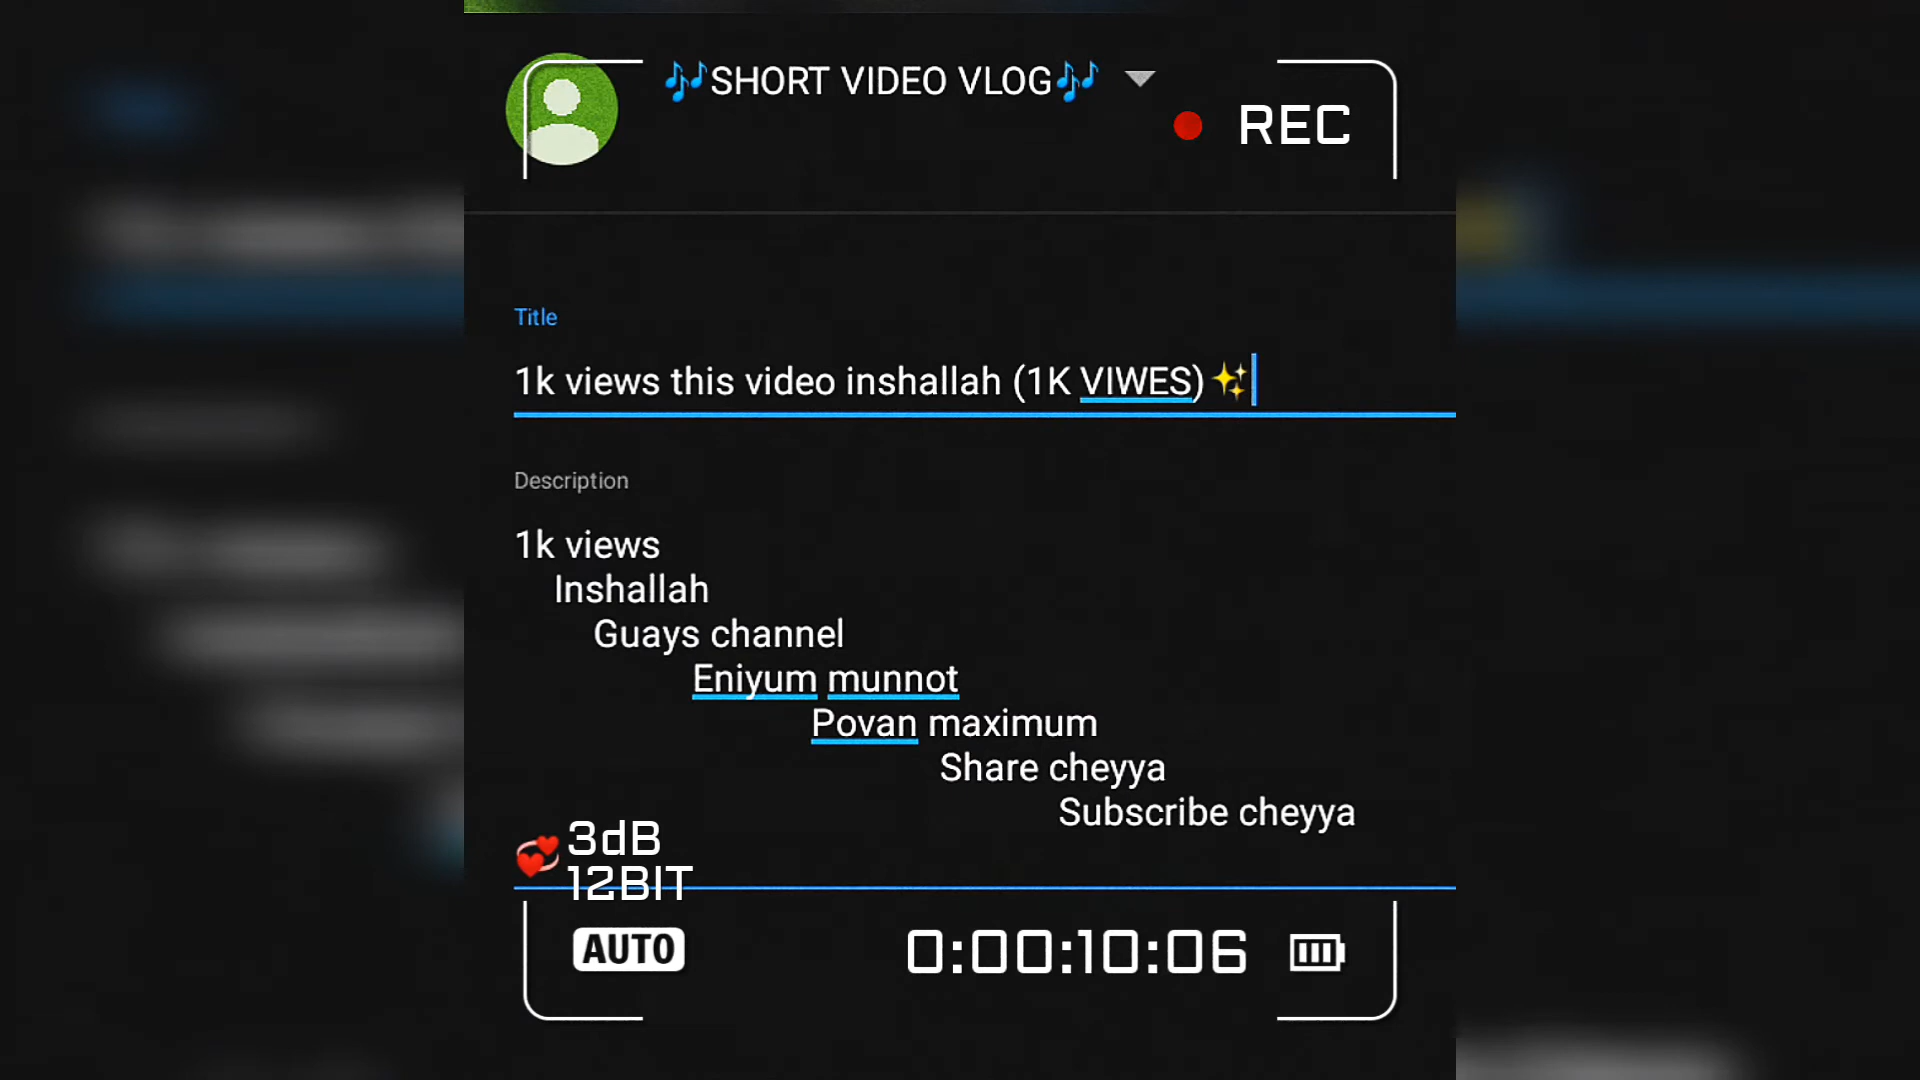 🎶SHORT VIDEO VLOG🎶
REC
Title
1k views this video inshallah (1K VIWES)✨
Description
1k views
Inshallah
Guays channel
Eniyum munnot
Povan maximum
Share cheyya
Subscribe cheyya
💞
3dB
12BIT
AUTO
0:00:10:06